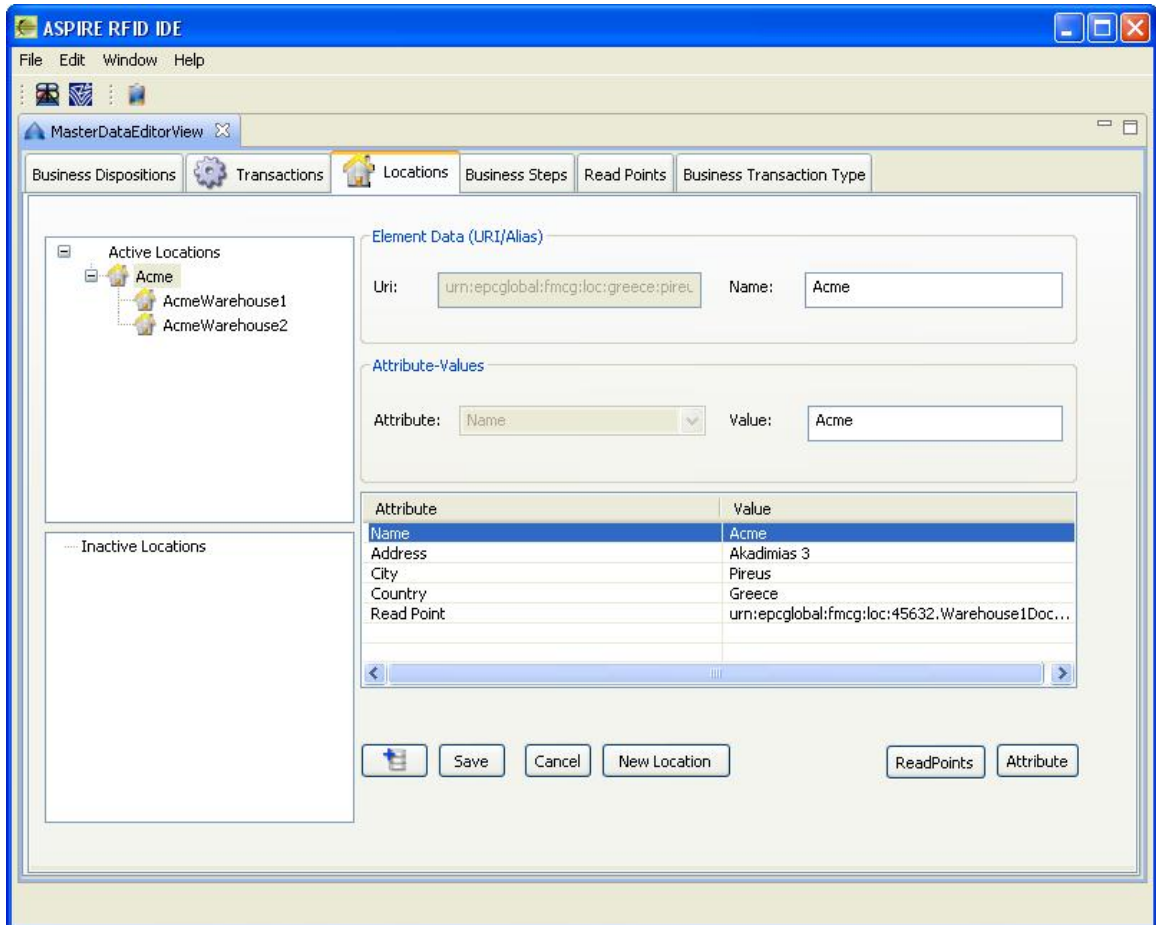 ASPIRE RFID IDE
File Edit Window Help
MasterDataEditorView
Business Dispositions Transactions Locations Business Steps Read Points Business Transaction Type
Active Locations
Acme
AcmeWarehouse1
AcmeWarehouse2
Inactive Locations
Element Data (URI/Alias)
Uri: urn:epcglobal:fmcg:loc:greece:pireu Name: Acme
Attribute-Values
Attribute: Name Value: Acme
Attribute Value
Name Acme
Address Akadimias 3
City Pireus
Country Greece
Read Point urn:epcglobal:fmcg:loc:45632.Warehouse1Doc...
Save Cancel New Location ReadPoints Attribute